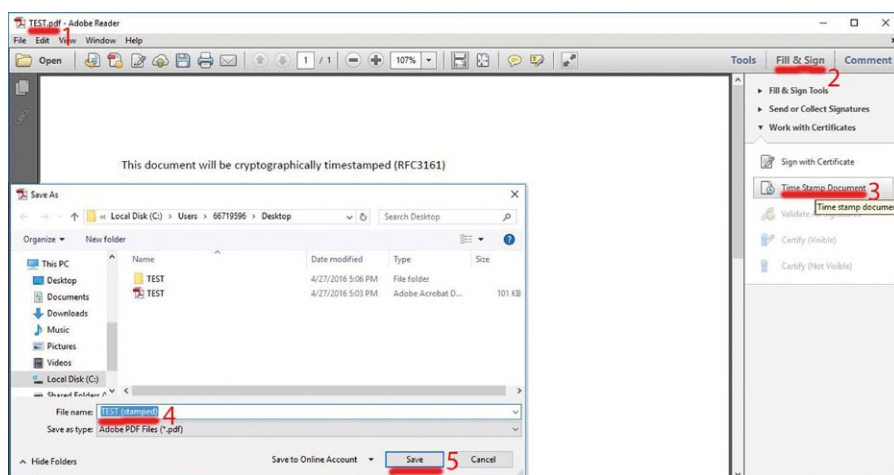 TEST.pdf - Adobe Reader
1
File Edit View Window Help
Open 1 / 1 107% Tools Fill & Sign Comment
2
Fill & Sign Tools
Send or Collect Signatures
Work with Certificates
Sign with Certificate
Time Stamp Document 3
Time stamp documen
Validate All Signatures
Certify (Visible)
Certify (Not Visible)
This document will be cryptographically timestamped (RFC3161)
Save As
« Local Disk (C:) > Users > 66719596 > Desktop Search Desktop
Organize New folder
Name Date modified Type Size
This PC
Desktop
Documents
Downloads
Music
Pictures
Videos
Local Disk (C:)
TEST 4/27/2016 5:06 PM File folder
TEST 4/27/2016 5:03 PM Adobe Acrobat D... 101 KB
File name: TEST (stamped) 4
Save as type: Adobe PDF Files (*.pdf)
Hide Folders Save to Online Account Save 5 Cancel